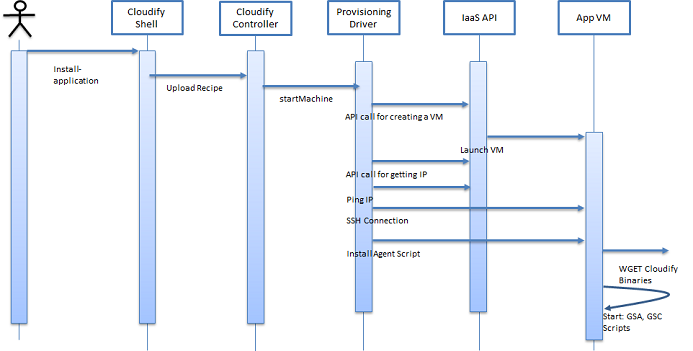 Cloudify
Shell
Cloudify
Controller
Provisioning
Driver
IaaS API
App VM
Install-
application
Upload Recipe
startMachine
API call for creating a VM
Launch VM
API call for getting IP
Ping IP
SSH Connection
Install Agent Script
WGET Cloudify
Binaries
Start: GSA, GSC
Scripts